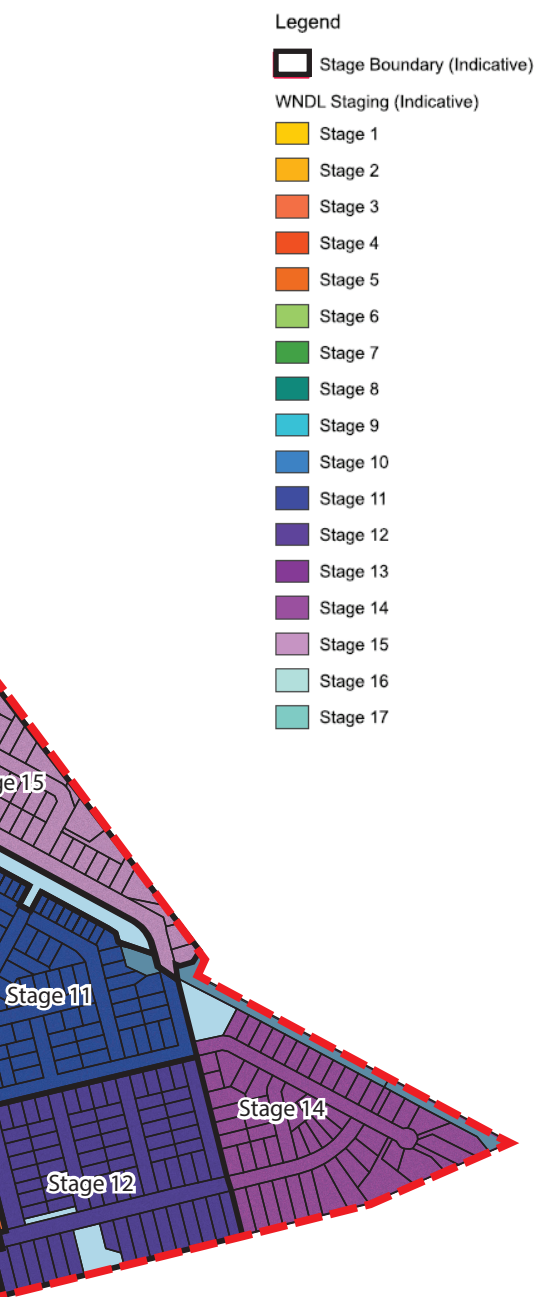 Legend
Stage Boundary (Indicative)
WNDL Staging (Indicative)
Stage 1
Stage 2
Stage 3
Stage 4
Stage 5
Stage 6
Stage 7
Stage 8
Stage 9
Stage 10
Stage 11
Stage 12
Stage 13
Stage 14
Stage 15
Stage 16
Stage 17
ge 15
Stage 11
Stage 14
Stage 12